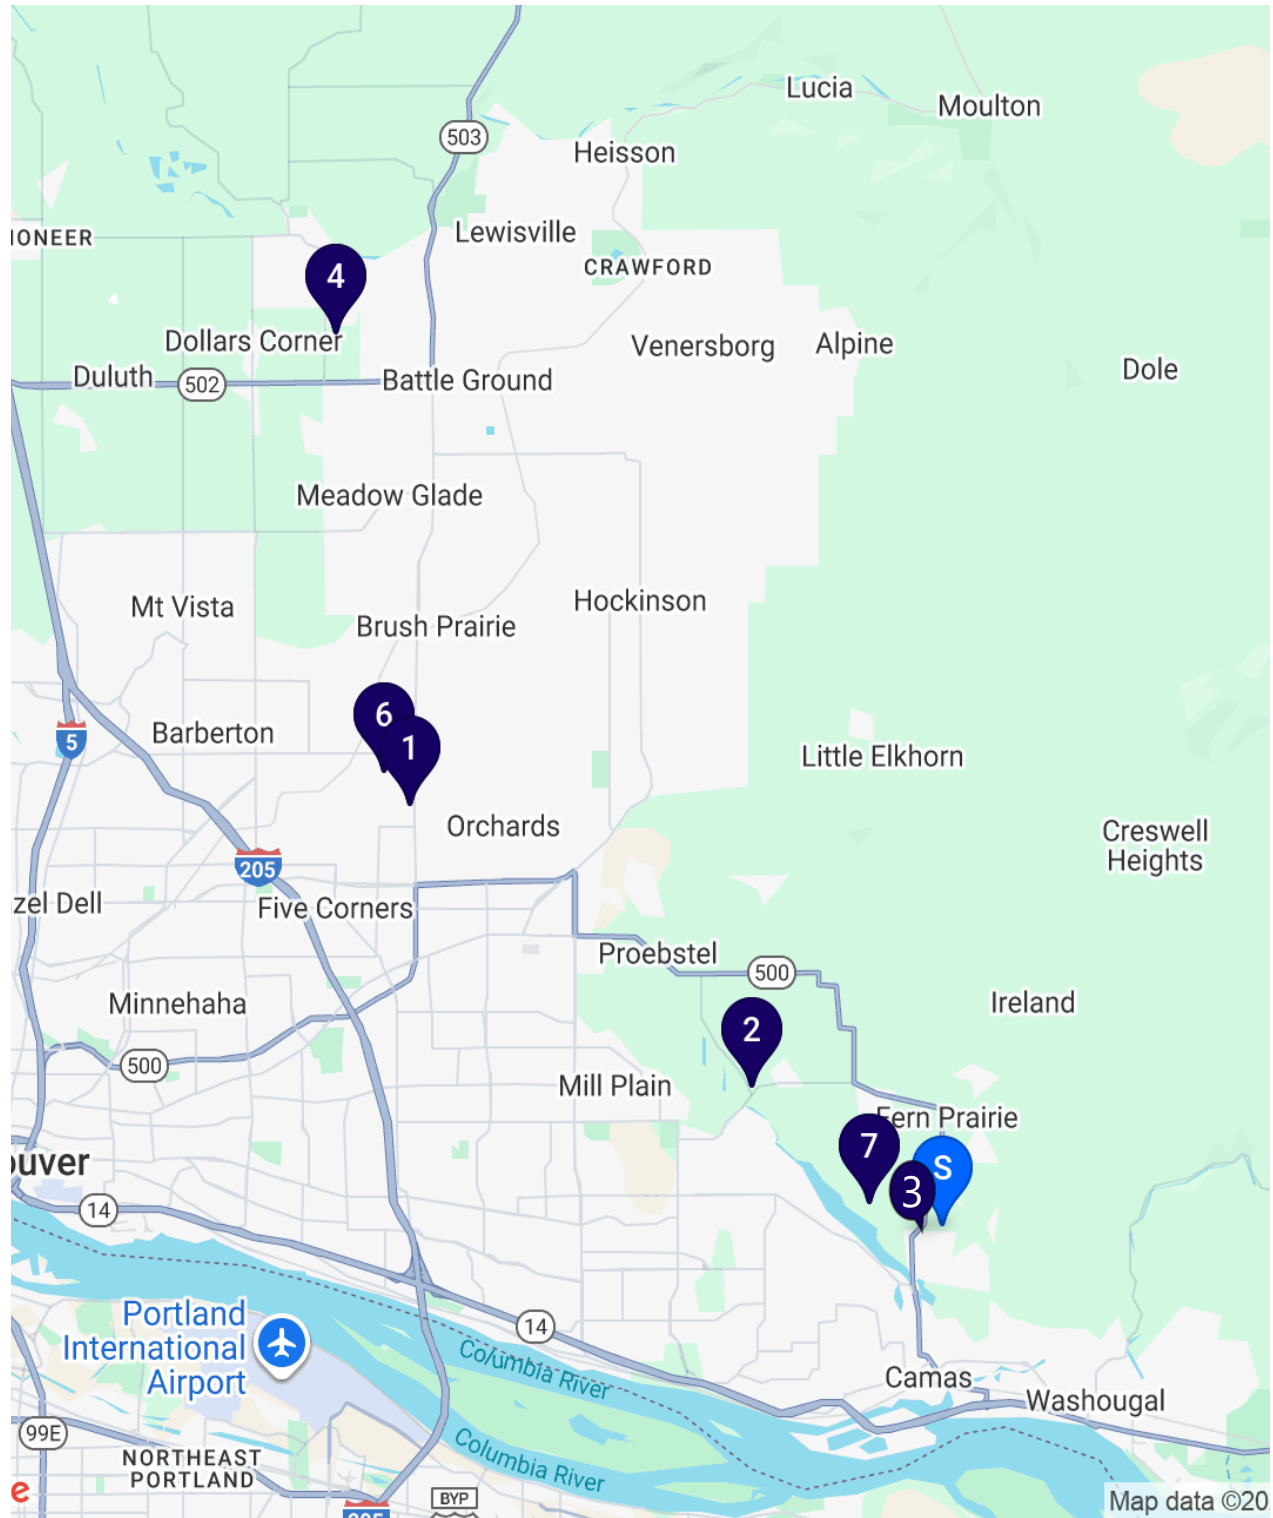 Lucia
Moulton
503
Heisson
Lewisville
IONEER
CRAWFORD
4
Dollars Corner
Venersborg
Alpine
Dole
Duluth
502
Battle Ground
Meadow Glade
Mt Vista
Hockinson
Brush Prairie
6
1
5
Barberton
Little Elkhorn
Orchards
Creswell
Heights
205
zel Dell
Five Corners
Proebstel
500
Minnehaha
Ireland
2
500
Mill Plain
Fern Prairie
7
S
3
ouver
14
Portland
International
Airport
14
Columbia River
Camas
Washougal
99E
NORTHEAST
PORTLAND
Columbia River
e
BYP
205
Map data ©20